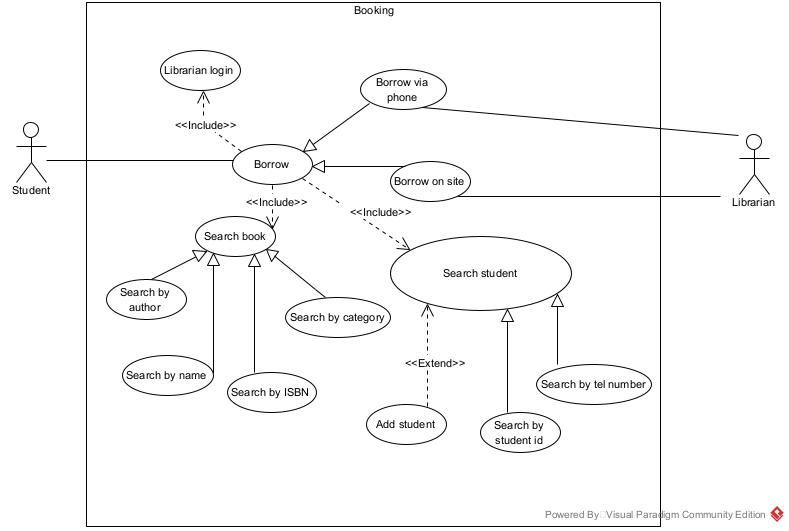 Booking
Librarian login
Borrow via
phone
<<Include>>
Borrow
Student
Borrow on site
Librarian
<<Include>>
<<Include>>
Search book
Search student
Search by
author
Search by category
<<Extend>>
Search by name
Search by ISBN
Search by tel number
Add student
Search by
student id
Powered By Visual Paradigm Community Edition